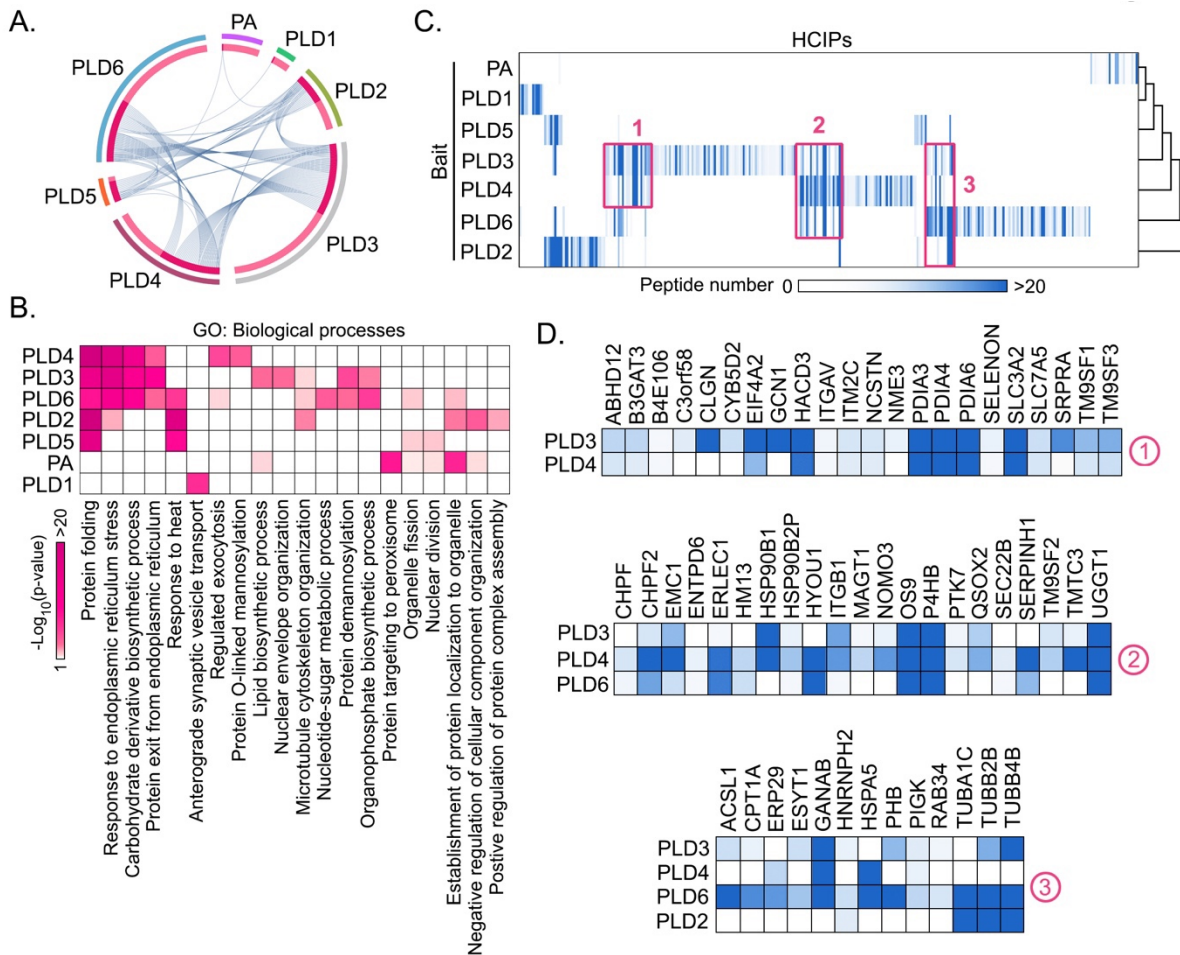 A.
PA
PLD1
PLD2
PLD3
PLD4
PLD5
PLD6
B.
GO: Biological processes
PLD4
PLD3
PLD6
PLD2
PLD5
PA
PLD1
-Log10(p-value)
1
>20
Protein folding
Response to endoplasmic reticulum stress
Carbohydrate derivative biosynthetic process
Protein exit from endoplasmic reticulum
Response to heat
Anterograde synaptic vesicle transport
Regulated exocytosis
Protein O-linked mannosylation
Lipid biosynthetic process
Nuclear envelope organization
Microtubule cytoskeleton organization
Nucleotide-sugar metabolic process
Protein demannosylation
Organophosphate biosynthetic process
Protein targeting to peroxisome
Organelle fission
Nuclear division
Establishment of protein localization to organelle
Negative regulation of cellular component organization
Postive regulation of protein complex assembly
C.
HCIPs
Bait
PA
PLD1
PLD5
PLD3
PLD4
PLD6
PLD2
1
2
3
Peptide number 0 >20
D.
ABHD12
B3GAT3
B4E106
C3orf58
CLGN
CYB5D2
EIF4A2
GCN1
HACD3
ITGAV
ITM2C
NCSTN
NME3
PDIA3
PDIA4
PDIA6
SELENON
SLC3A2
SLC7A5
SRPRA
TM9SF1
TM9SF3
PLD3
PLD4
1
CHPF
CHPF2
EMC1
ENTPD6
ERLEC1
HM13
HSP90B1
HSP90B2P
HYOU1
ITGB1
MAGT1
NOMO3
OS9
P4HB
PTK7
QSOX2
SEC22B
SERPINH1
TM9SF2
TMTC3
UGGT1
PLD3
PLD4
PLD6
2
ACSL1
CPT1A
ERP29
ESYT1
GANAB
HNRNPH2
HSPA5
PHB
PIGK
RAB34
TUBA1C
TUBB2B
TUBB4B
PLD3
PLD4
PLD6
PLD2
3